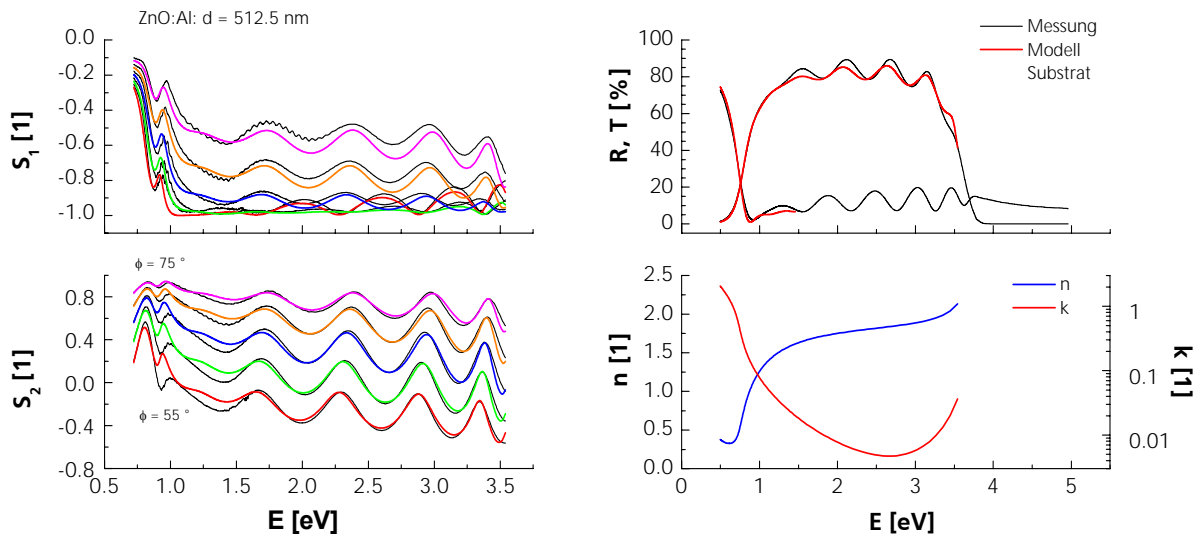 ZnO:Al: d = 512.5 nm
0.0
-0.2
-0.4
-0.6
-0.8
-1.0
S1 [1]
ϕ = 75 °
0.8
0.4
0.0
-0.4
-0.8
S2 [1]
ϕ = 55 °
0.5 1.0 1.5 2.0 2.5 3.0 3.5
E [eV]
Messung
Modell
Substrat
100
80
60
40
20
0
R, T [%]
2.5
2.0
1.5
1.0
0.5
0.0
n [1]
n
k
1
0.1
0.01
k [1]
0 1 2 3 4 5
E [eV]